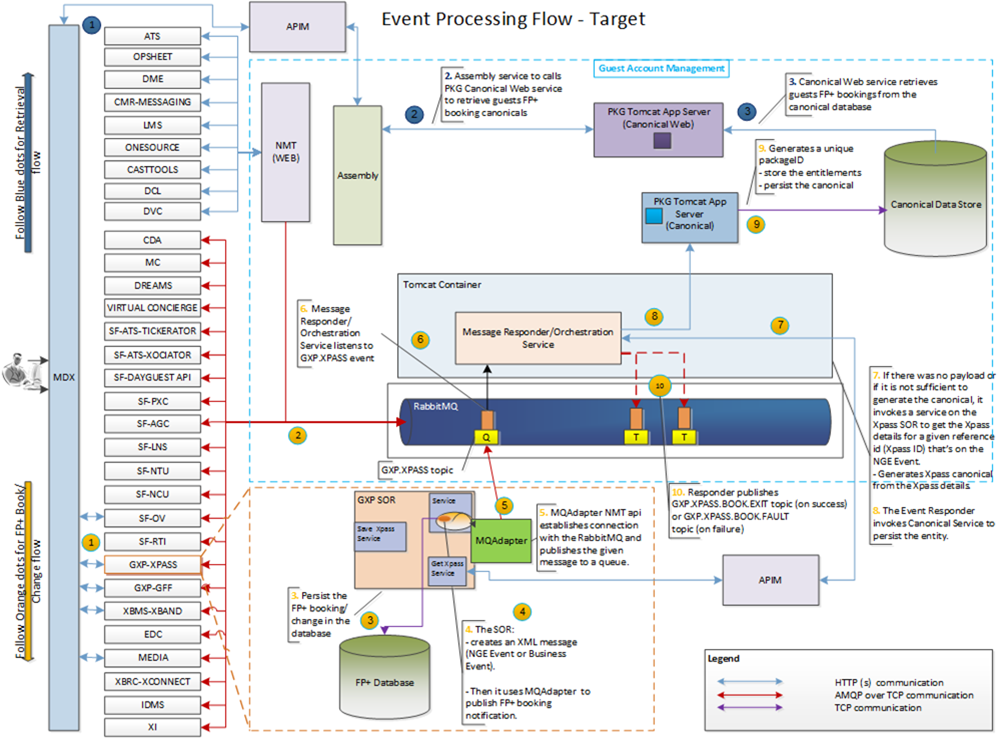 Event Processing Flow - Target
1
APIM
ATS
OPSHEET
DME
CMR-MESSAGING
LMS
ONESOURCE
CASTTOOLS
DCL
DVC
CDA
MC
DREAMS
VIRTUAL CONCIERGE
SF-ATS-TICKERATOR
SF-ATS-XOCIATOR
SF-DAYGUEST API
SF-PXC
SF-AGC
SF-LNS
SF-NTU
SF-NCU
SF-OV
SF-RTI
GXP-XPASS
GXP-GFF
XBMS-XBAND
EDC
MEDIA
XBRC-XCONNECT
IDMS
XI
MDX
Follow Blue dots for Retrieval
flow
Follow Orange dots for FP+ Book/
Change flow
1
NMT
(WEB)
Assembly
Guest Account Management
2. Assembly service to calls
PKG Canonical Web service
to retrieve guests FP+
booking canonicals
2
PKG Tomcat App Server
(Canonical Web)
3
3. Canonical Web service retrieves
guests FP+ bookings from the
canonical database
9. Generates a unique
packageID
- store the entitlements
- persist the canonical
PKG Tomcat App
Server
(Canonical)
9
Canonical Data Store
Tomcat Container
6. Message
Responder/
Orchestration
Service listens to
GXP.XPASS event
6
Message Responder/Orchestration
Service
8
7
10
RabbitMQ
2
Q
T
T
GXP.XPASS topic
7. If there was no payload or
if it is not sufficient to
generate the canonical, it
invokes a service on the
Xpass SOR to get the Xpass
details for a given reference
id (Xpass ID) that's on the
NGE Event.
- Generates Xpass canonical
from the Xpass details.
8. The Event Responder
invokes Canonical Service to
persist the entity.
10. Responder publishes
GXP.XPASS.BOOK.EXIT topic (on success)
or GXP.XPASS.BOOK.FAULT
topic (on failure)
GXP SOR
Service
Save Xpass
Service
Get Xpass
Service
5
MQAdapter
5. MQAdapter NMT api
establishes connection
with the RabbitMQ and
publishes the given
message to a queue.
APIM
3. Persist the
FP+ booking/
change in the
database
3
4
4. The SOR:
- creates an XML message
(NGE Event or Business
Event).
- Then it uses MQAdapter to
publish FP+ booking
notification.
FP+ Database
Legend
HTTP (s) communication
AMQP over TCP communication
TCP communication